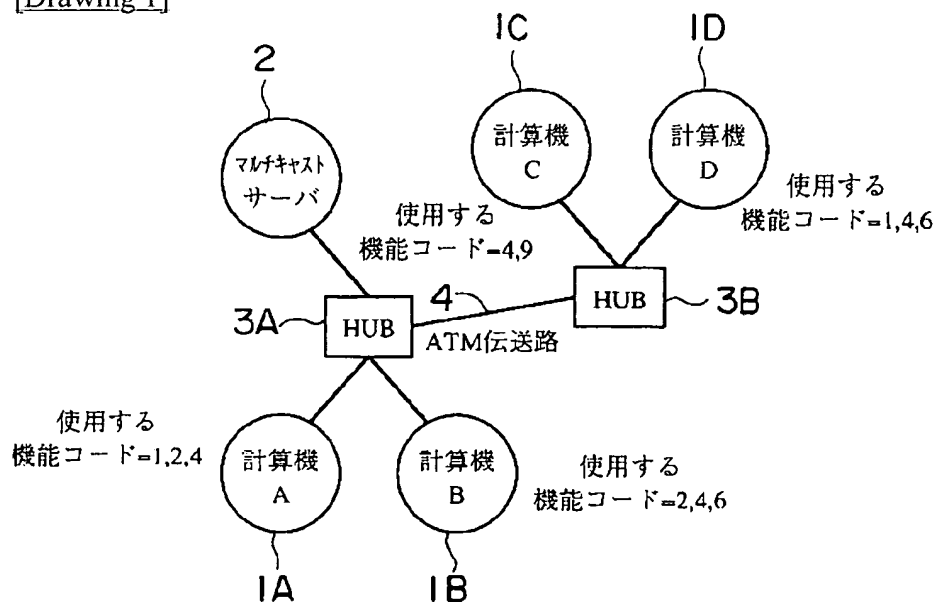 [Drawing 1]
2
1C
1D
マルチキャスト
サーバ
計算機
C
計算機
D
使用する
機能コード=4,9
使用する
機能コード=1,4,6
3A
HUB
4
ATM伝送路
HUB
3B
使用する
機能コード=1,2,4
計算機
A
計算機
B
使用する
機能コード=2,4,6
1A
1B